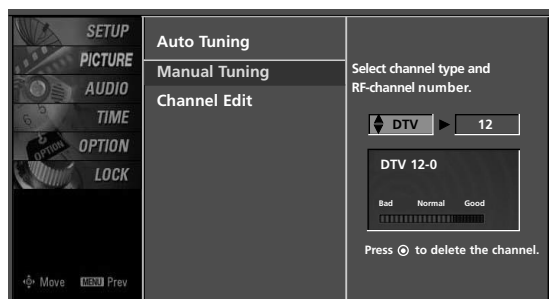 SETUP
PICTURE
AUDIO
TIME
OPTION
LOCK
Move MENU Prev
Auto Tuning
Manual Tuning
Channel Edit
Select channel type and
RF-channel number.
DTV 12
DTV 12-0
Bad Normal Good
Press to delete the channel.